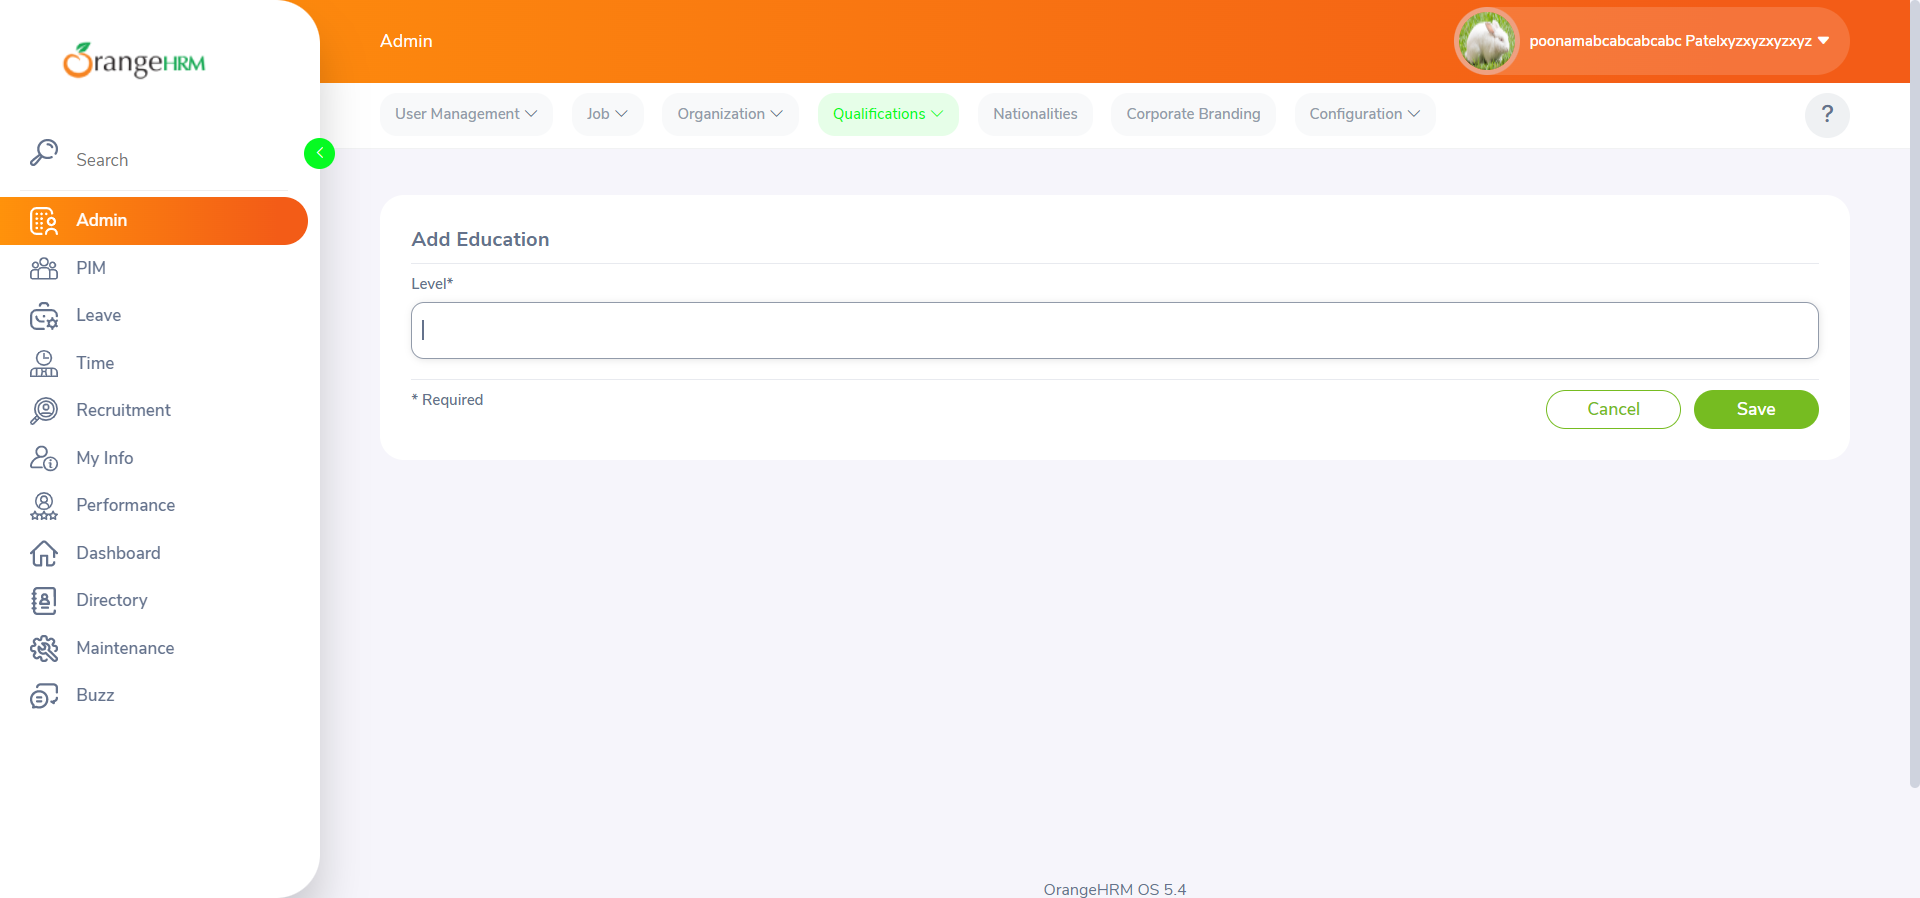 OrangeHRM
Search
Admin
PIM
Leave
Time
Recruitment
My Info
Performance
Dashboard
Directory
Maintenance
Buzz
Admin
poonamabcabcabcabc Patelxyzxyzxyzxyz
User Management
Job
Organization
Qualifications
Nationalities
Corporate Branding
Configuration
?
Add Education
Level*
* Required
Cancel
Save
OrangeHRM OS 5.4